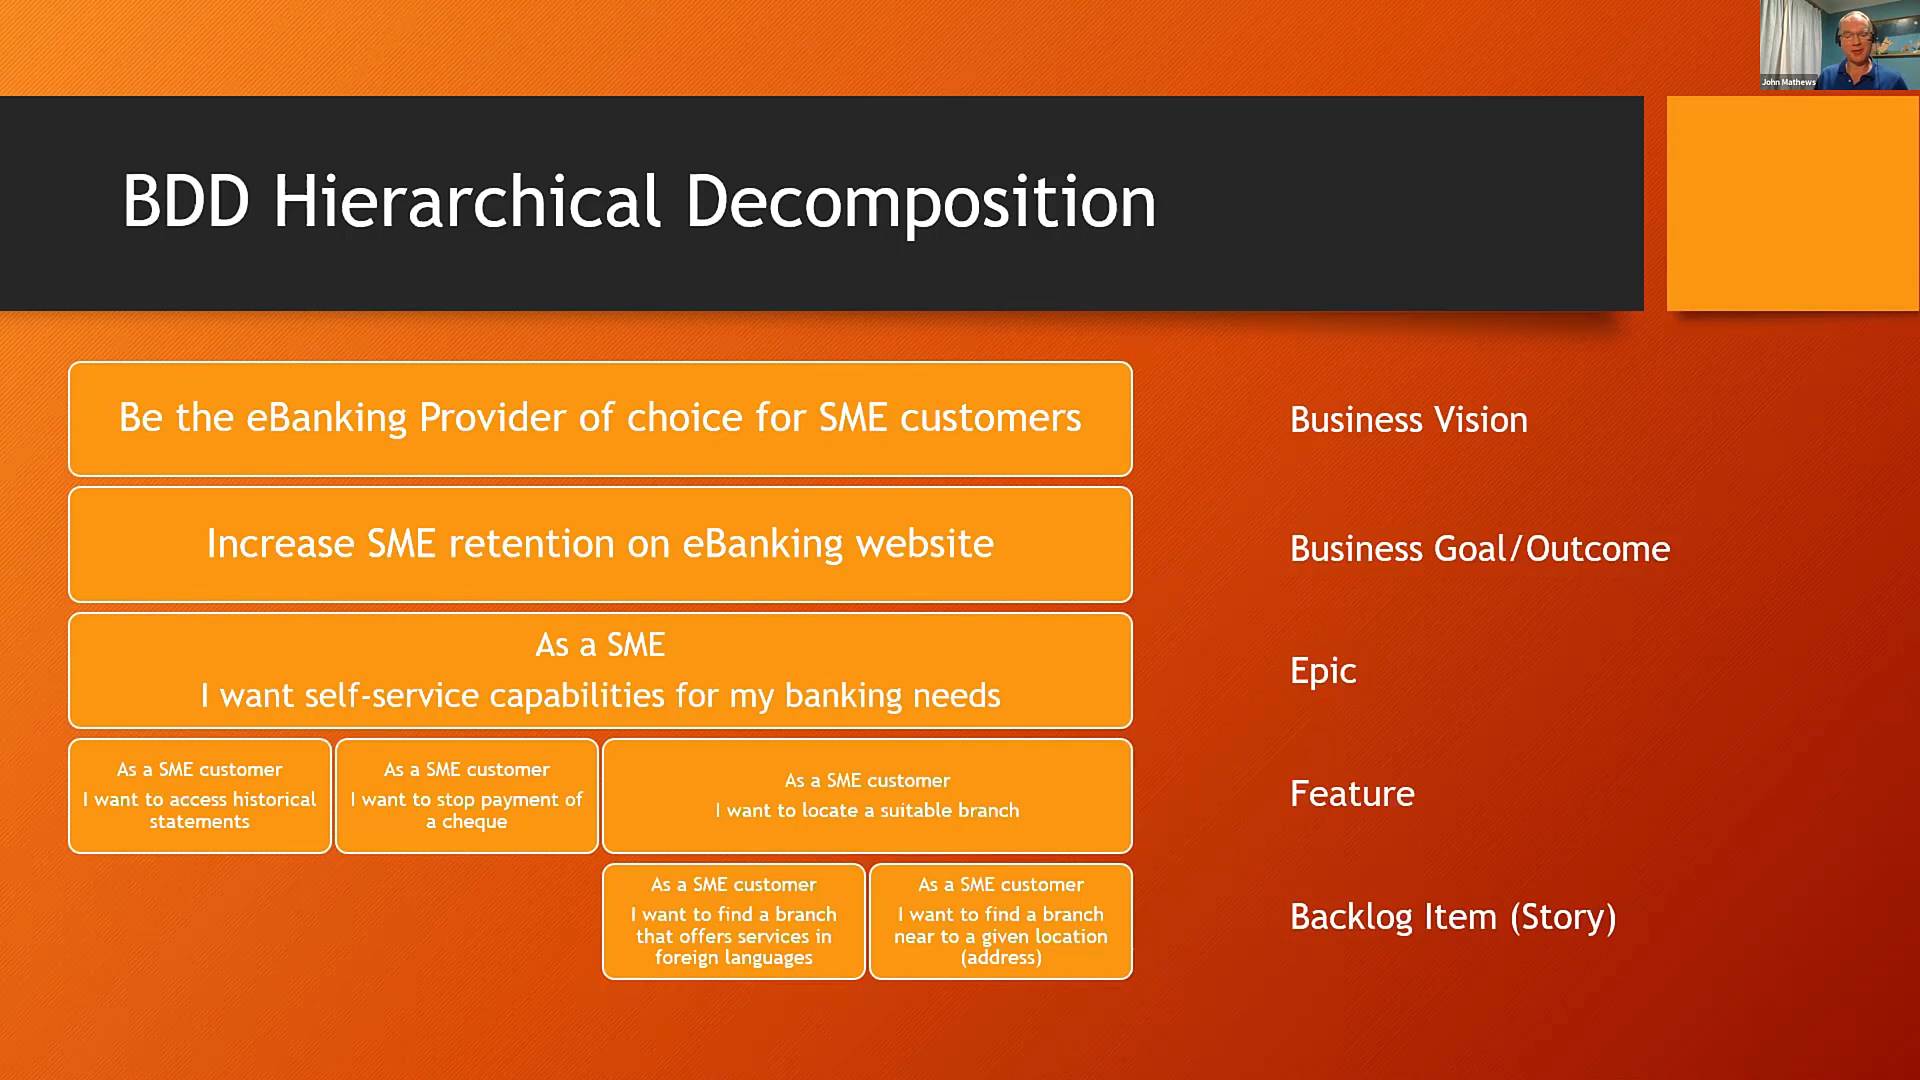 John Mathews
BDD Hierarchical Decomposition
Be the eBanking Provider of choice for SME customers
Business Vision
Increase SME retention on eBanking website
Business Goal/Outcome
As a SME
I want self-service capabilities for my banking needs
Epic
As a SME customer
I want to access historical
statements
As a SME customer
I want to stop payment of
a cheque
As a SME customer
I want to locate a suitable branch
Feature
As a SME customer
I want to find a branch
that offers services in
foreign languages
As a SME customer
I want to find a branch
near to a given location
(address)
Backlog Item (Story)